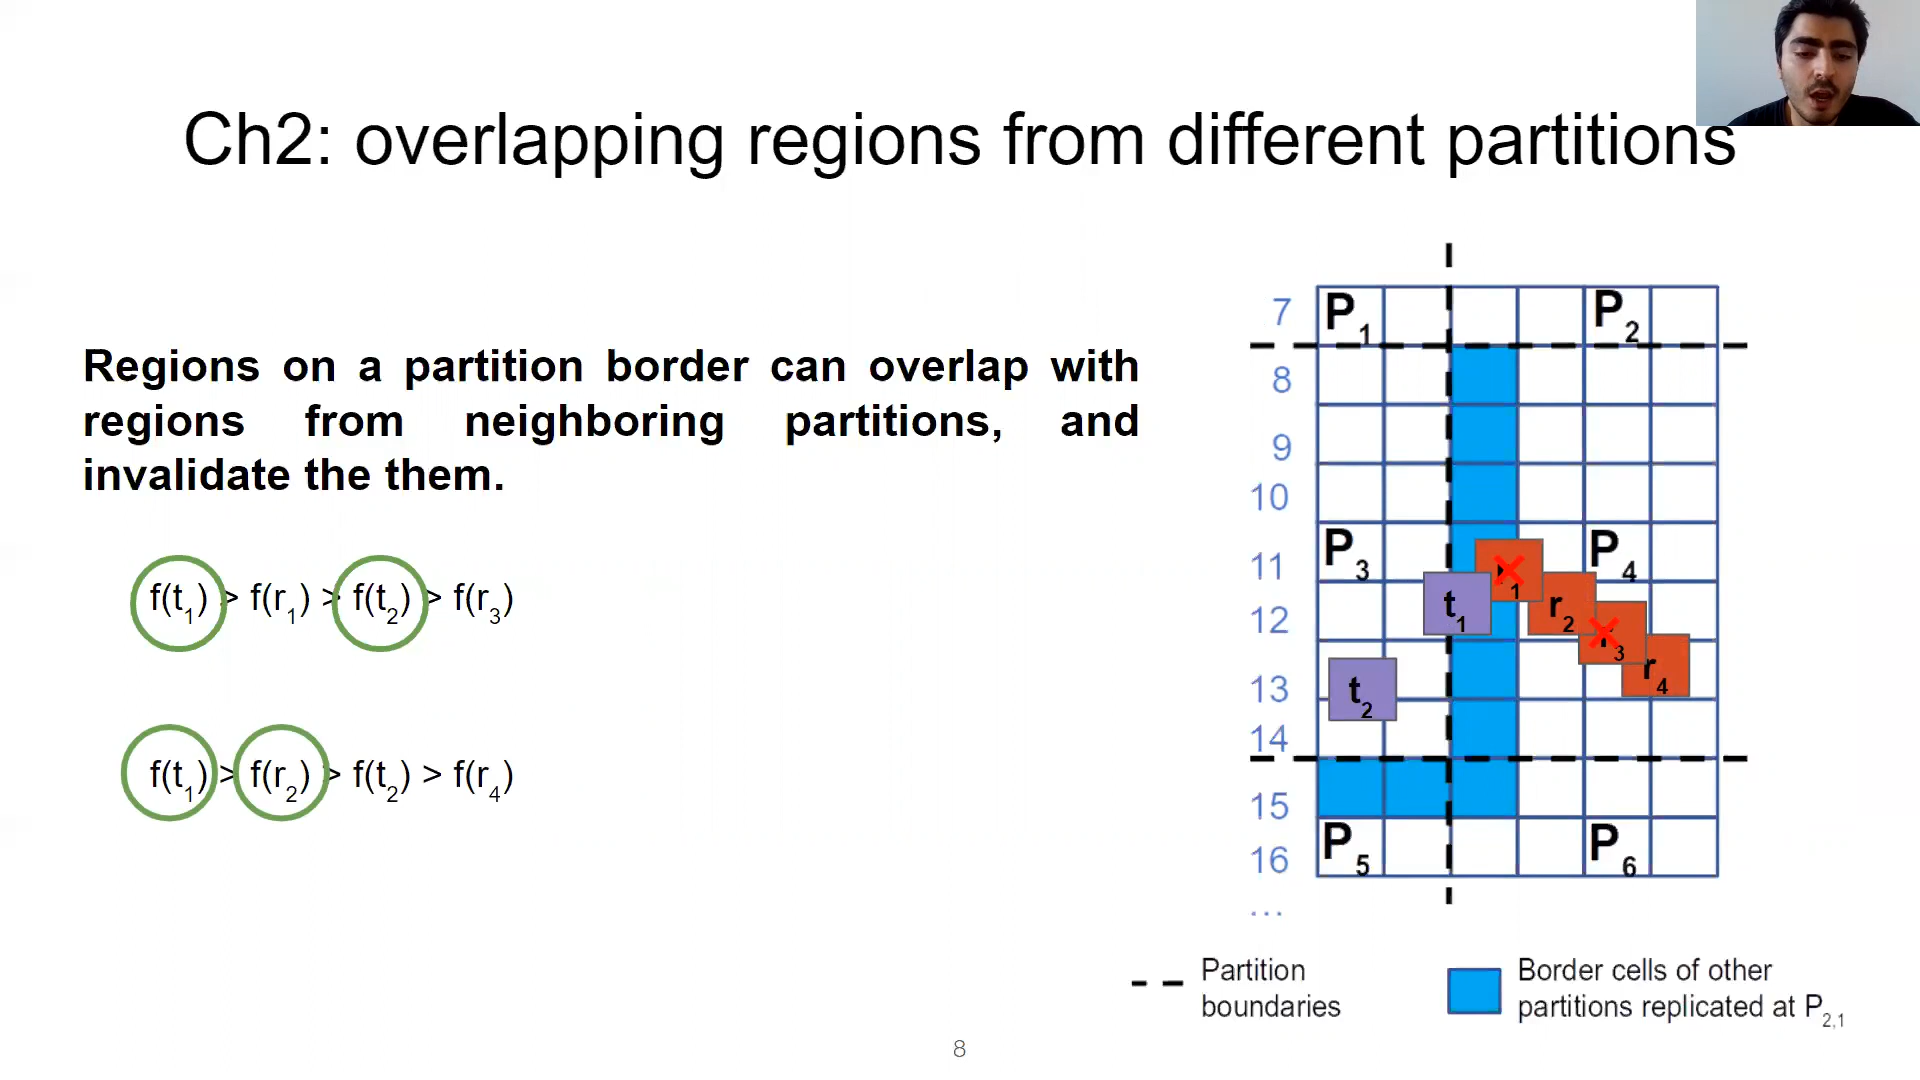 Ch2: overlapping regions from different partitions
Regions on a partition border can overlap with
regions from neighboring partitions, and
invalidate the them.
f(t1) > f(r1) > f(t2) > f(r3)
f(t1) > f(r2) > f(t2) > f(r4)
7
8
9
10
11
12
13
14
15
16
...
P1
P2
P3
P4
P5
P6
t1
1
r2
3
r4
t2
Partition
boundaries
Border cells of other
partitions replicated at P2,1
8